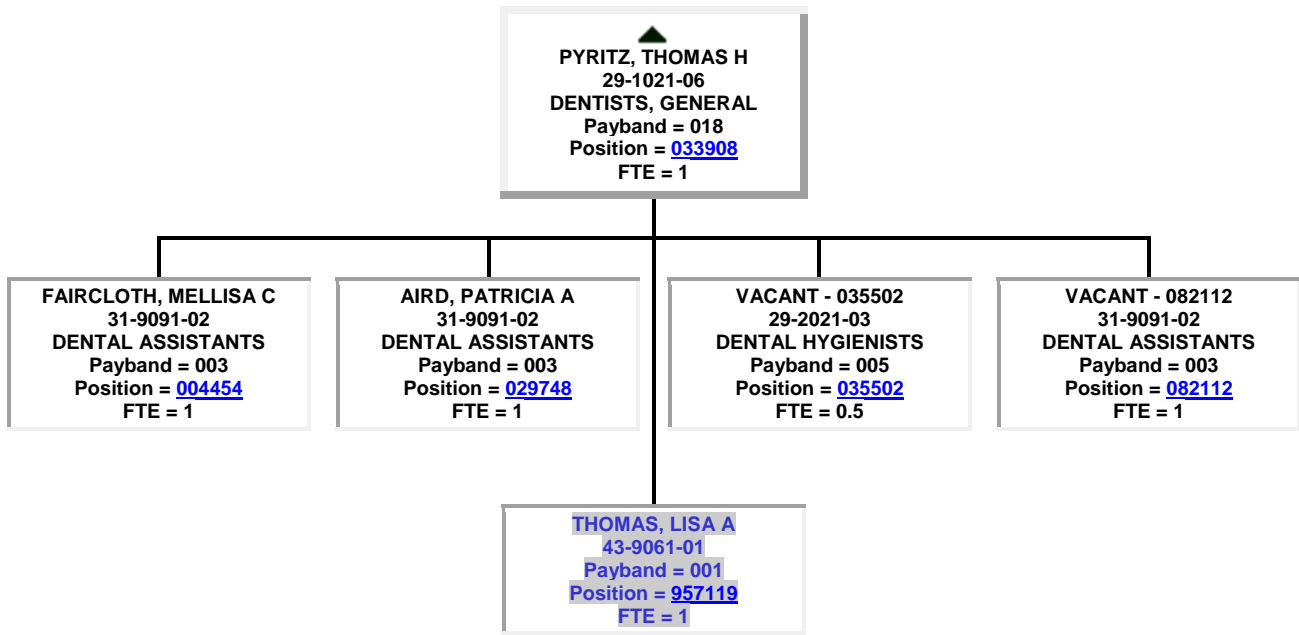 PYRITZ, THOMAS H
29-1021-06
DENTISTS, GENERAL
Payband = 018
Position = 033908
FTE = 1
FAIRCLOTH, MELLISA C
31-9091-02
DENTAL ASSISTANTS
Payband = 003
Position = 004454
FTE = 1
AIRD, PATRICIA A
31-9091-02
DENTAL ASSISTANTS
Payband = 003
Position = 029748
FTE = 1
VACANT - 035502
29-2021-03
DENTAL HYGIENISTS
Payband = 005
Position = 035502
FTE = 0.5
VACANT - 082112
31-9091-02
DENTAL ASSISTANTS
Payband = 003
Position = 082112
FTE = 1
THOMAS, LISA A
43-9061-01
Payband = 001
Position = 957119
FTE = 1